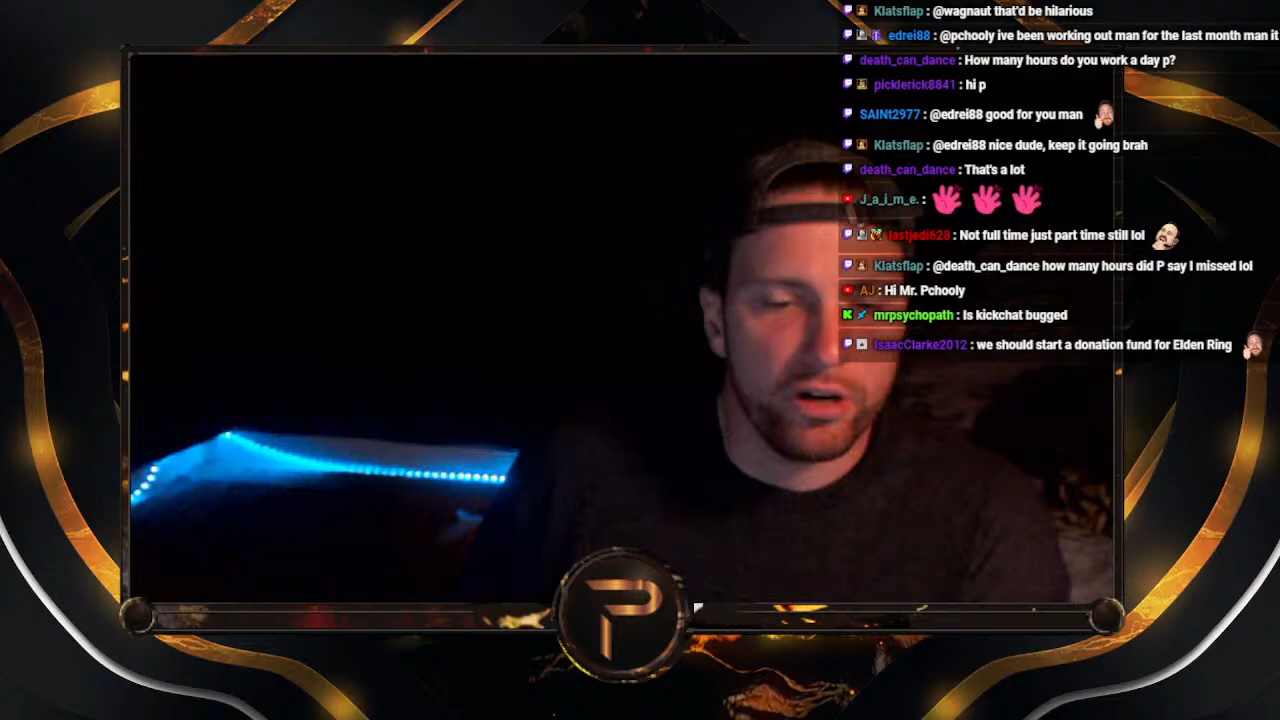 Klatsflap : @wagnaut that'd be hilarious
edrei88 : @pchooly ive been working out man for the last month man it
death_can_dance : How many hours do you work a day p?
picklerick8841 : hi p
SAINt2977 : @edrei88 good for you man
Klatsflap : @edrei88 nice dude, keep it going brah
death_can_dance : That's a lot
J_a_i_m_e. :
lastjedi628 : Not full time just part time still lol
Klatsflap : @death_can_dance how many hours did P say I missed lol
AJ : Hi Mr. Pchooly
mrpsychopath : Is kickchat bugged
IsaacClarke2012 : we should start a donation fund for Elden Ring
P